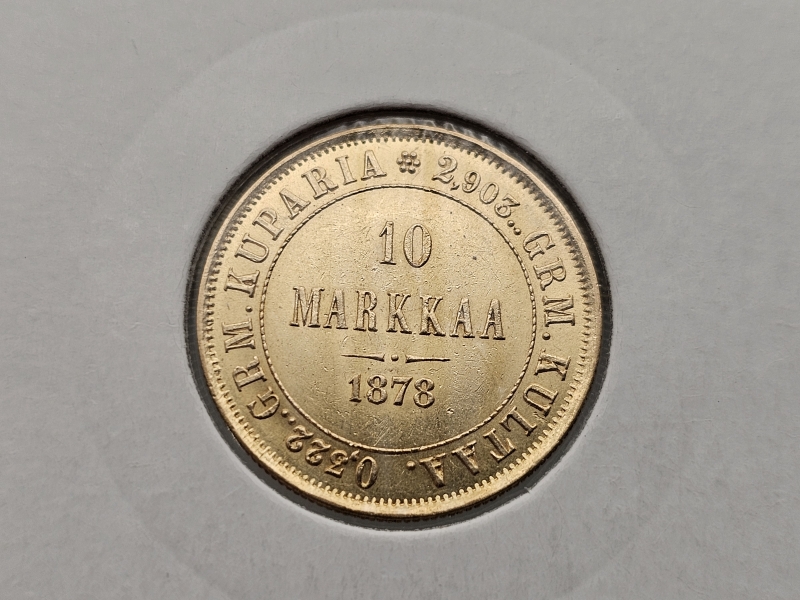 2,903.. GRM. KULTAA. 0,322.. GRM. KUPARIA
10
MARKKAA
1878